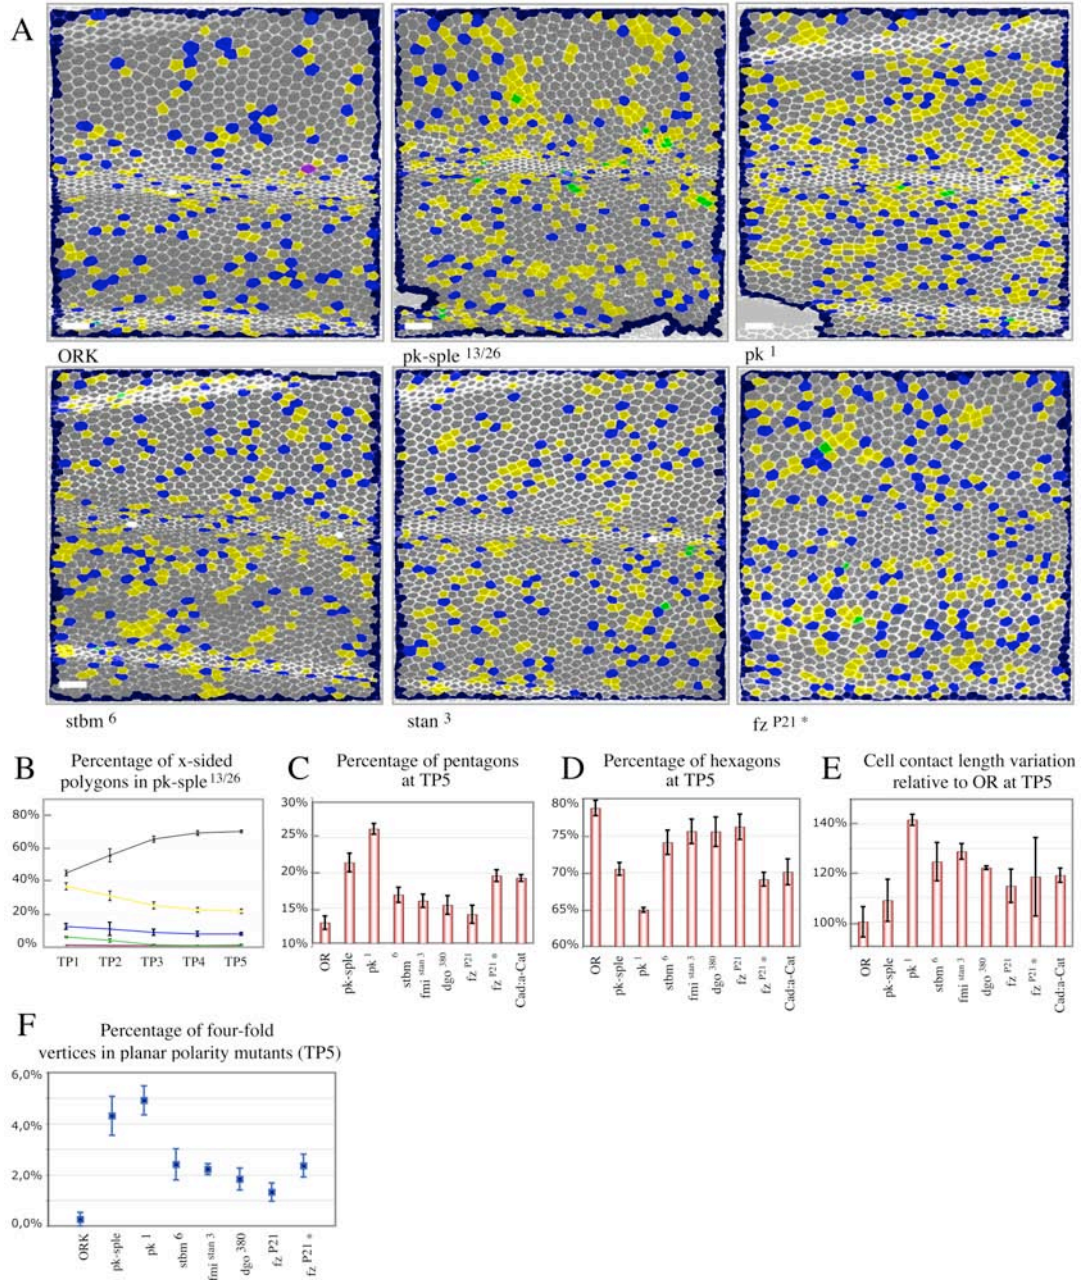 A
ORK
pk-sple 13/26
pk 1
stbm 6
stan 3
fz P21 *
B
Percentage of x-sided
polygons in pk-sple 13/26
80%
60%
40%
20%
0%
TP1 TP2 TP3 TP4 TP5
C
Percentage of pentagons
at TP5
30%
25%
20%
15%
10%
OR
pk-sple
pk 1
stbm 6
fmi stan 3
dgo 380
fz P21
fz P21 *
Cad:a-Cat
D
Percentage of hexagons
at TP5
80%
75%
70%
65%
60%
OR
pk-sple
pk 1
stbm 6
fmi stan 3
dgo 380
fz P21
fz P21 *
Cad:a-Cat
E
Cell contact length variation
relative to OR at TP5
140%
120%
100%
OR
pk-sple
pk 1
stbm 6
fmi stan 3
dgo 380
fz P21
fz P21 *
Cad:a-Cat
F
Percentage of four-fold
vertices in planar polarity mutants (TP5)
6,0%
4,0%
2,0%
0,0%
ORK
pk-sple
pk 1
stbm 6
fmi stan 3
dgo 380
fz P21
fz P21 *